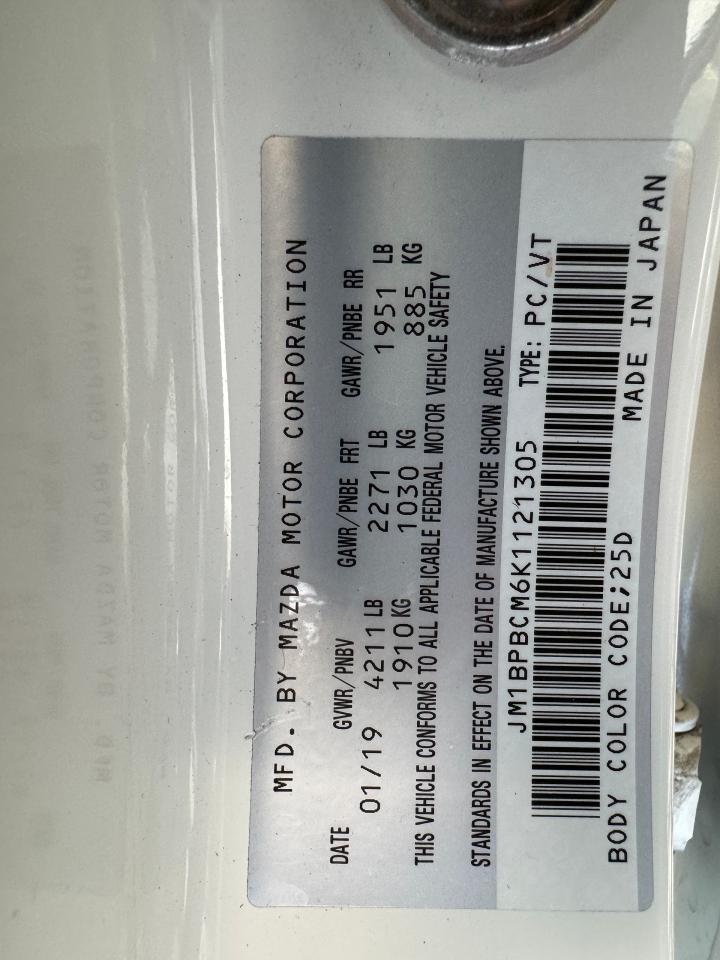 MFD. BY MAZDA MOTOR CORPORATION
DATE GVWR/PNBV GAWR/PNBE FRT GAWR/PNBE RR
01/19 4211 LB 2271 LB 1951 LB
1910 KG 1030 KG 885 KG
THIS VEHICLE CONFORMS TO ALL APPLICABLE FEDERAL MOTOR VEHICLE SAFETY
STANDARDS IN EFFECT ON THE DATE OF MANUFACTURE SHOWN ABOVE.
JM1BPBCM6K1121305 TYPE: PC/VT
BODY COLOR CODE;25D MADE IN JAPAN